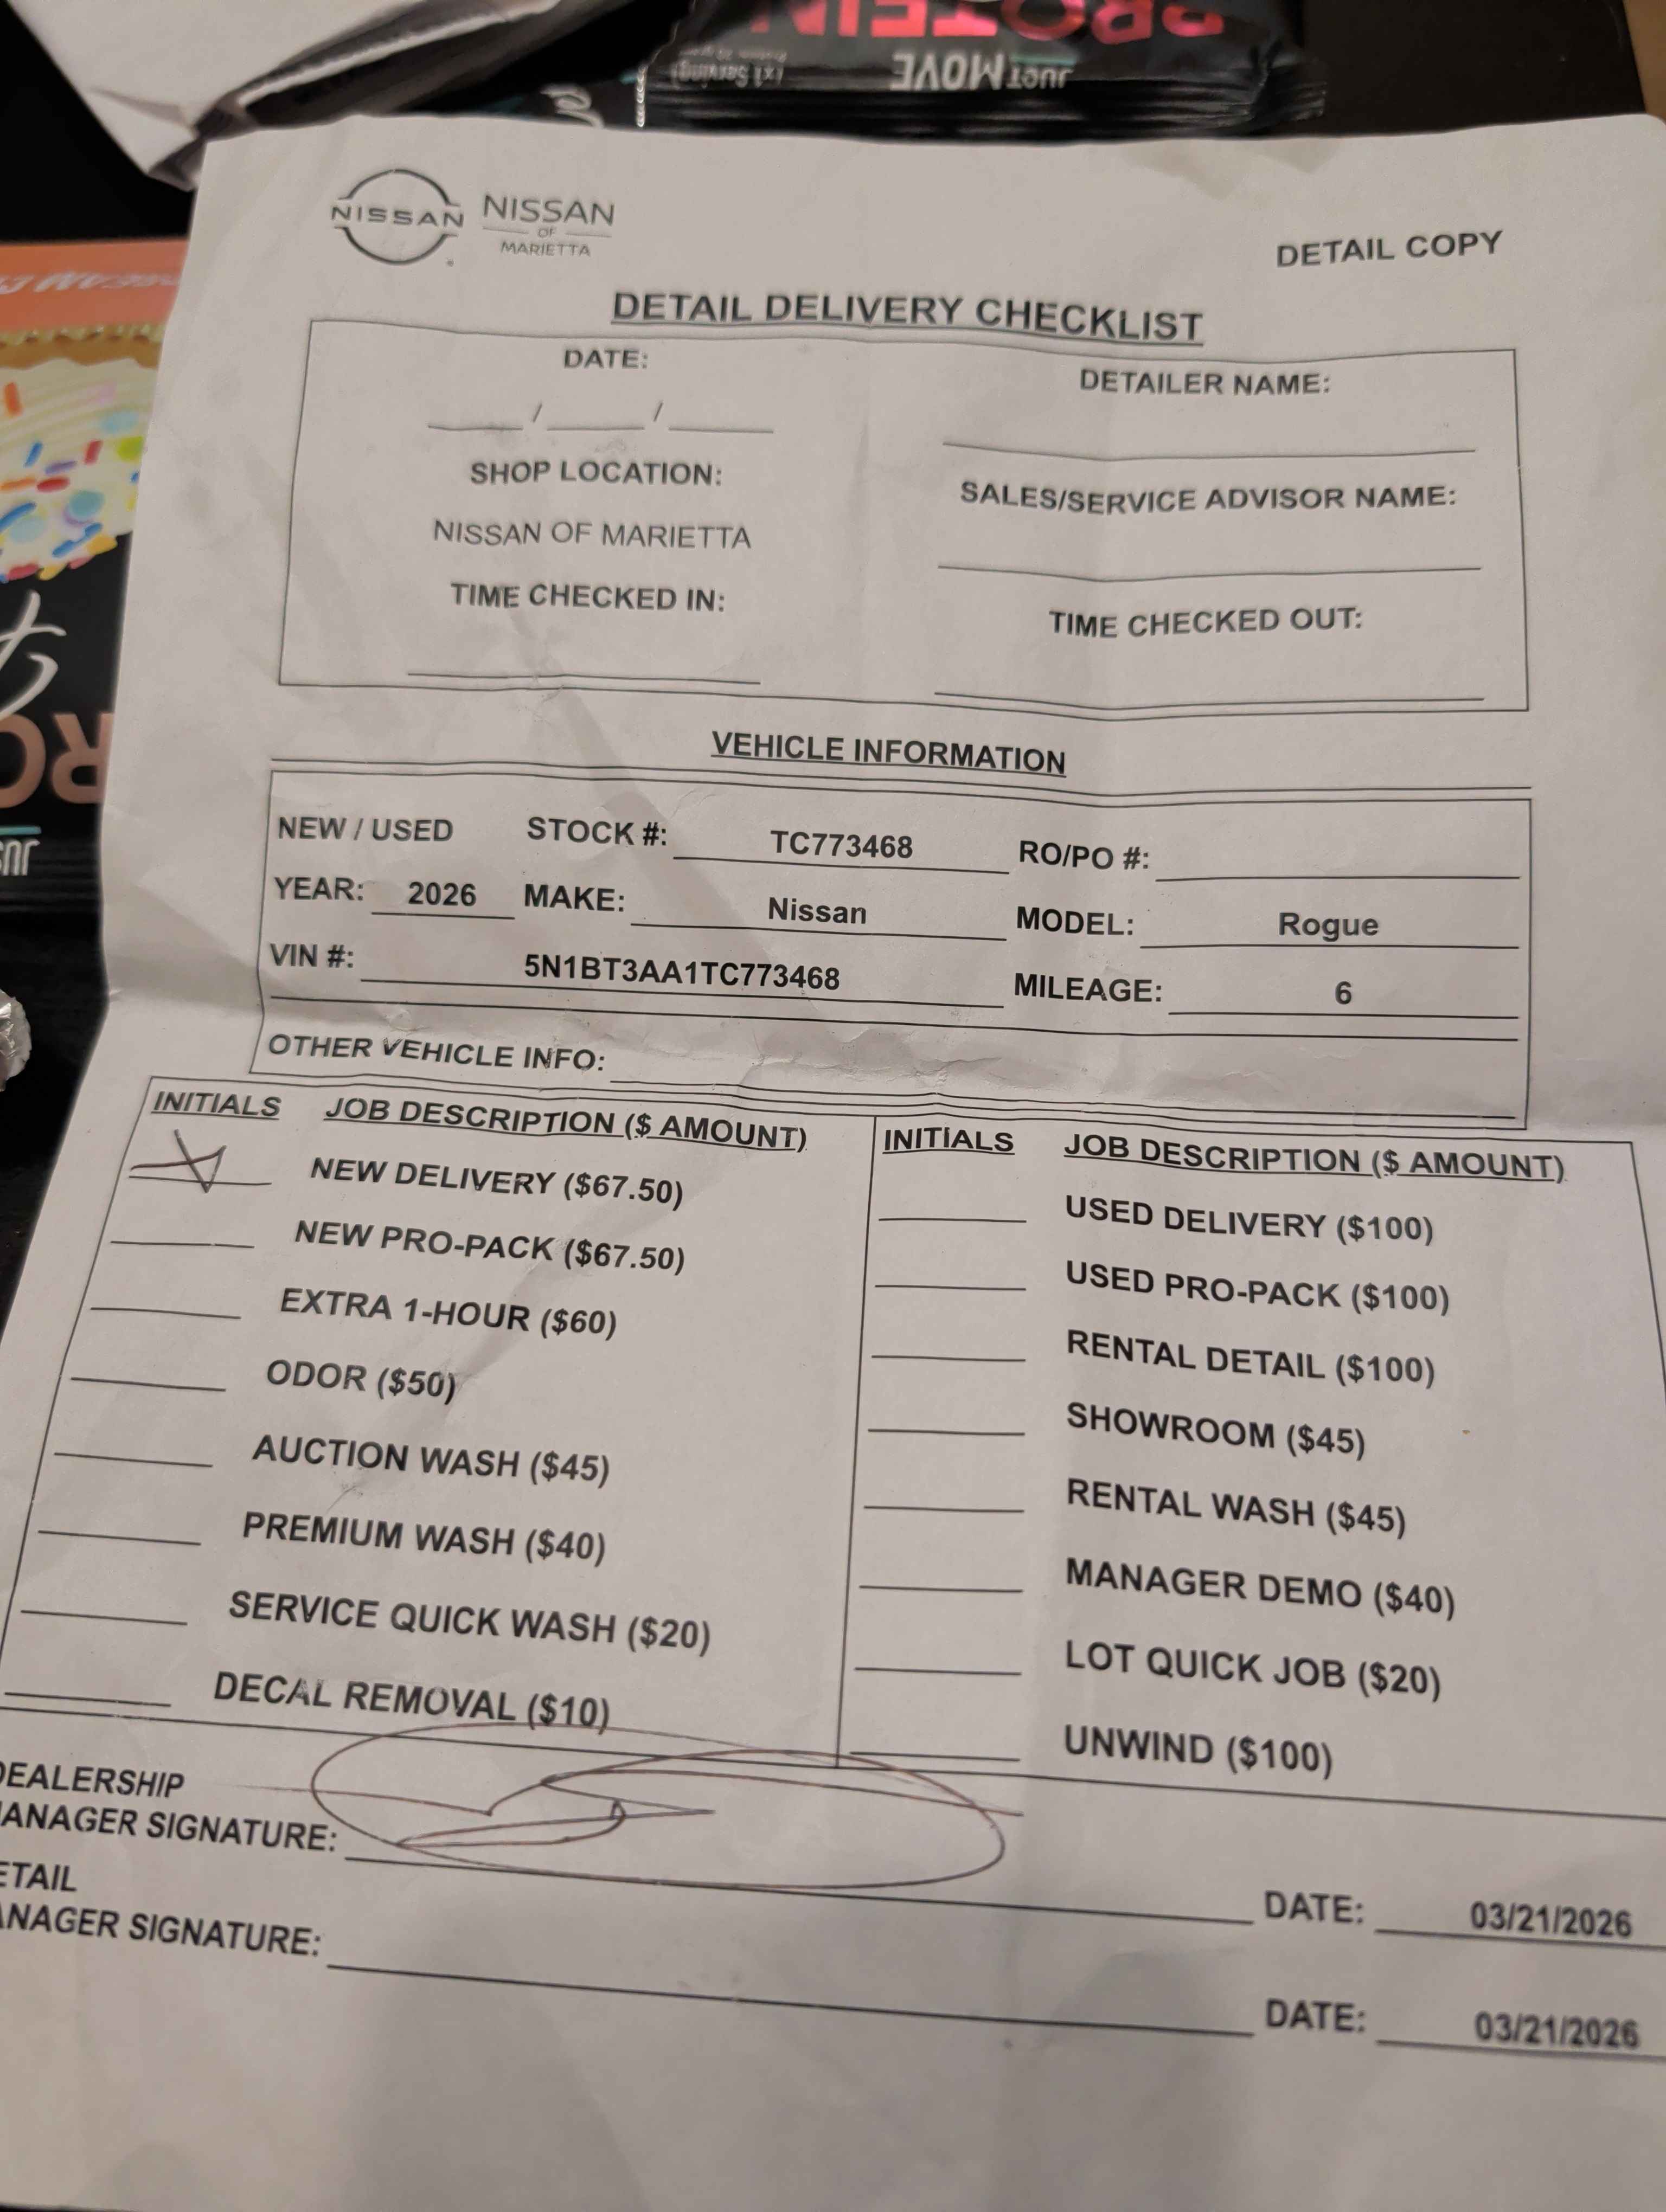 PROTEIN
JUST MOVE
(x1 Serving)
NISSAN
NISSAN
OF
MARIETTA
DETAIL COPY
DETAIL DELIVERY CHECKLIST
DATE:
/ /
DETAILER NAME:
SHOP LOCATION:
SALES/SERVICE ADVISOR NAME:
NISSAN OF MARIETTA
TIME CHECKED IN:
TIME CHECKED OUT:
VEHICLE INFORMATION
NEW / USED STOCK #: TC773468 RO/PO #:
YEAR: 2026 MAKE: Nissan MODEL: Rogue
VIN #: 5N1BT3AA1TC773468 MILEAGE: 6
OTHER VEHICLE INFO:
INITIALS JOB DESCRIPTION ($ AMOUNT)
NEW DELIVERY ($67.50)
NEW PRO-PACK ($67.50)
EXTRA 1-HOUR ($60)
ODOR ($50)
AUCTION WASH ($45)
PREMIUM WASH ($40)
SERVICE QUICK WASH ($20)
DECAL REMOVAL ($10)
INITIALS JOB DESCRIPTION ($ AMOUNT)
USED DELIVERY ($100)
USED PRO-PACK ($100)
RENTAL DETAIL ($100)
SHOWROOM ($45)
RENTAL WASH ($45)
MANAGER DEMO ($40)
LOT QUICK JOB ($20)
UNWIND ($100)
DEALERSHIP
MANAGER SIGNATURE:
DATE: 03/21/2026
DETAIL
MANAGER SIGNATURE:
DATE: 03/21/2026